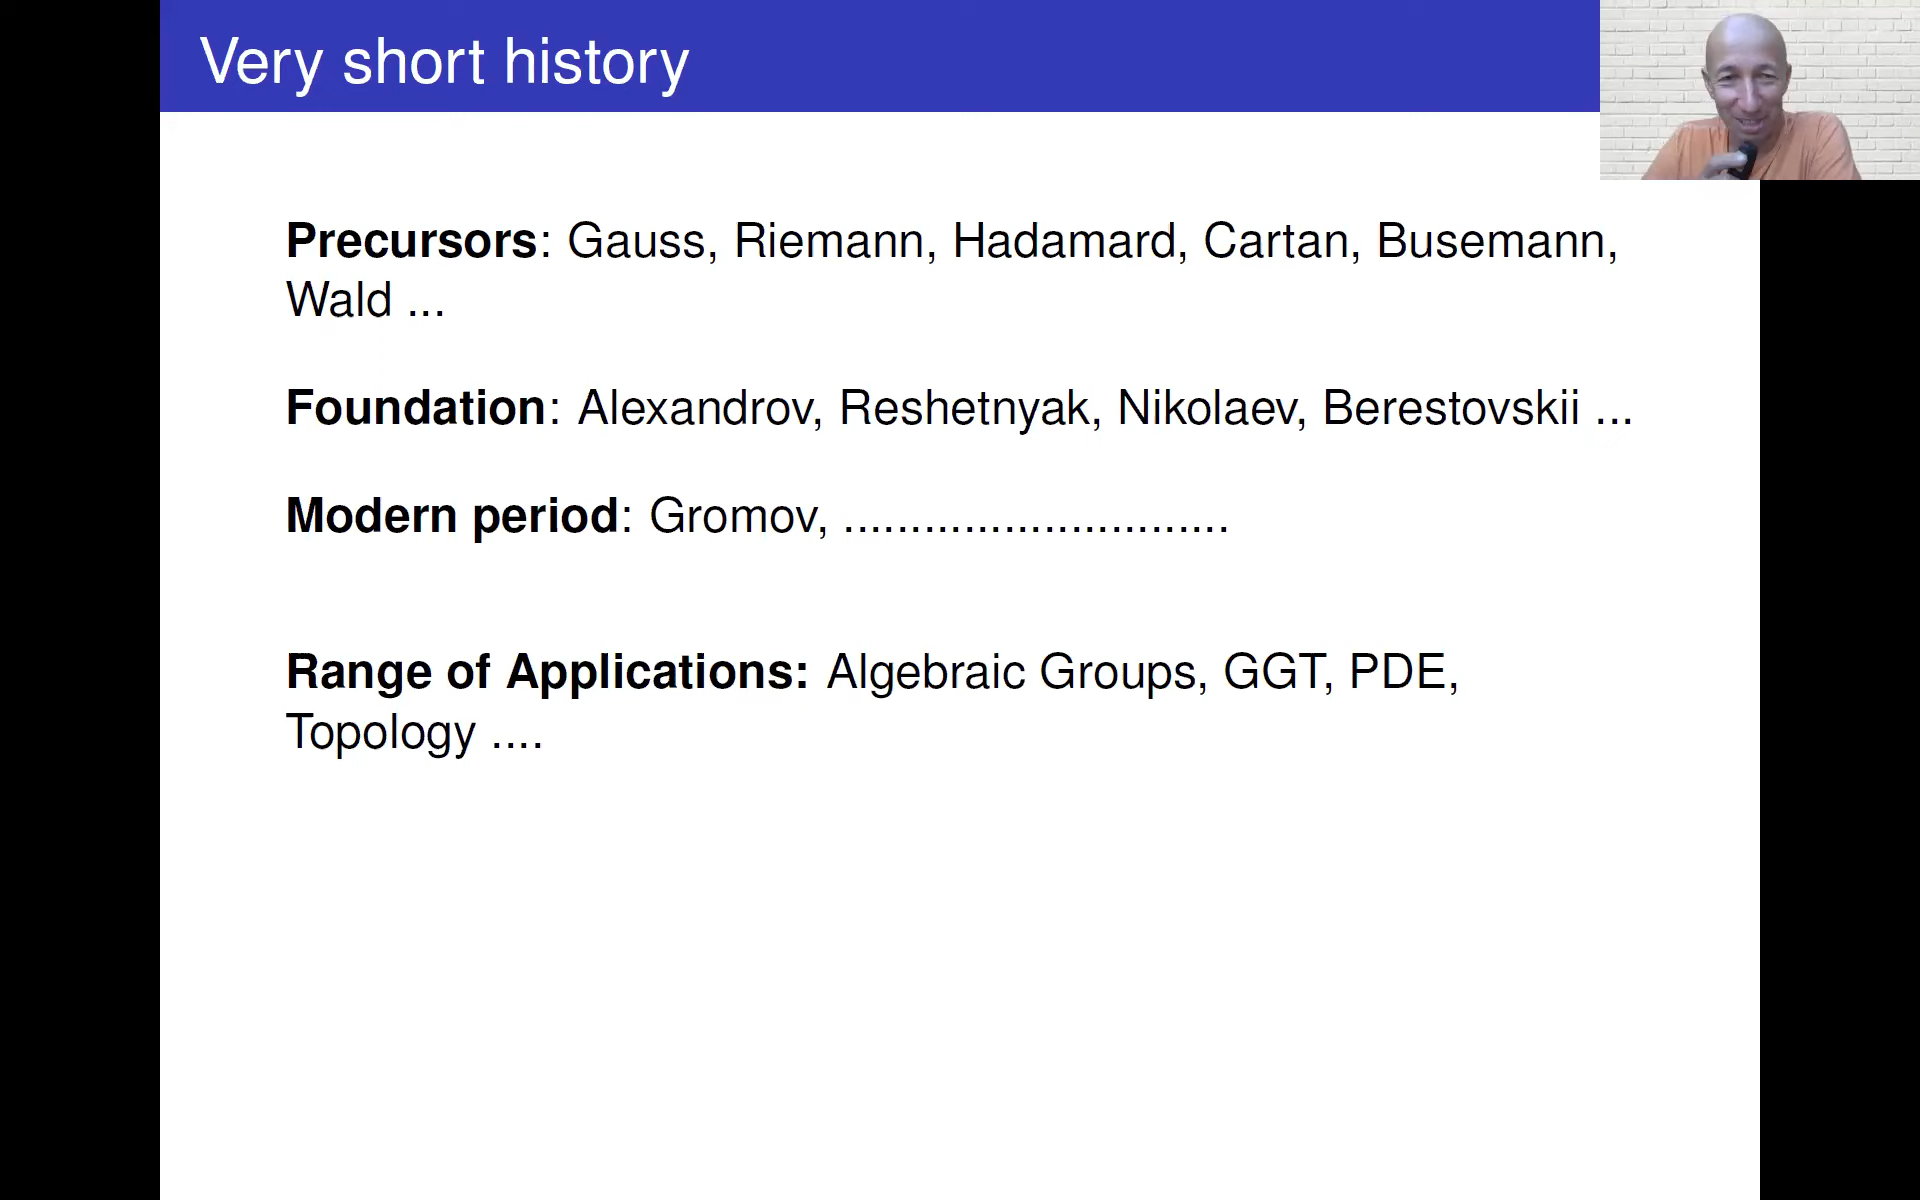 Very short history
Precursors: Gauss, Riemann, Hadamard, Cartan, Busemann,
Wald ...
Foundation: Alexandrov, Reshetnyak, Nikolaev, Berestovskii ...
Modern period: Gromov, .............................
Range of Applications: Algebraic Groups, GGT, PDE,
Topology ....